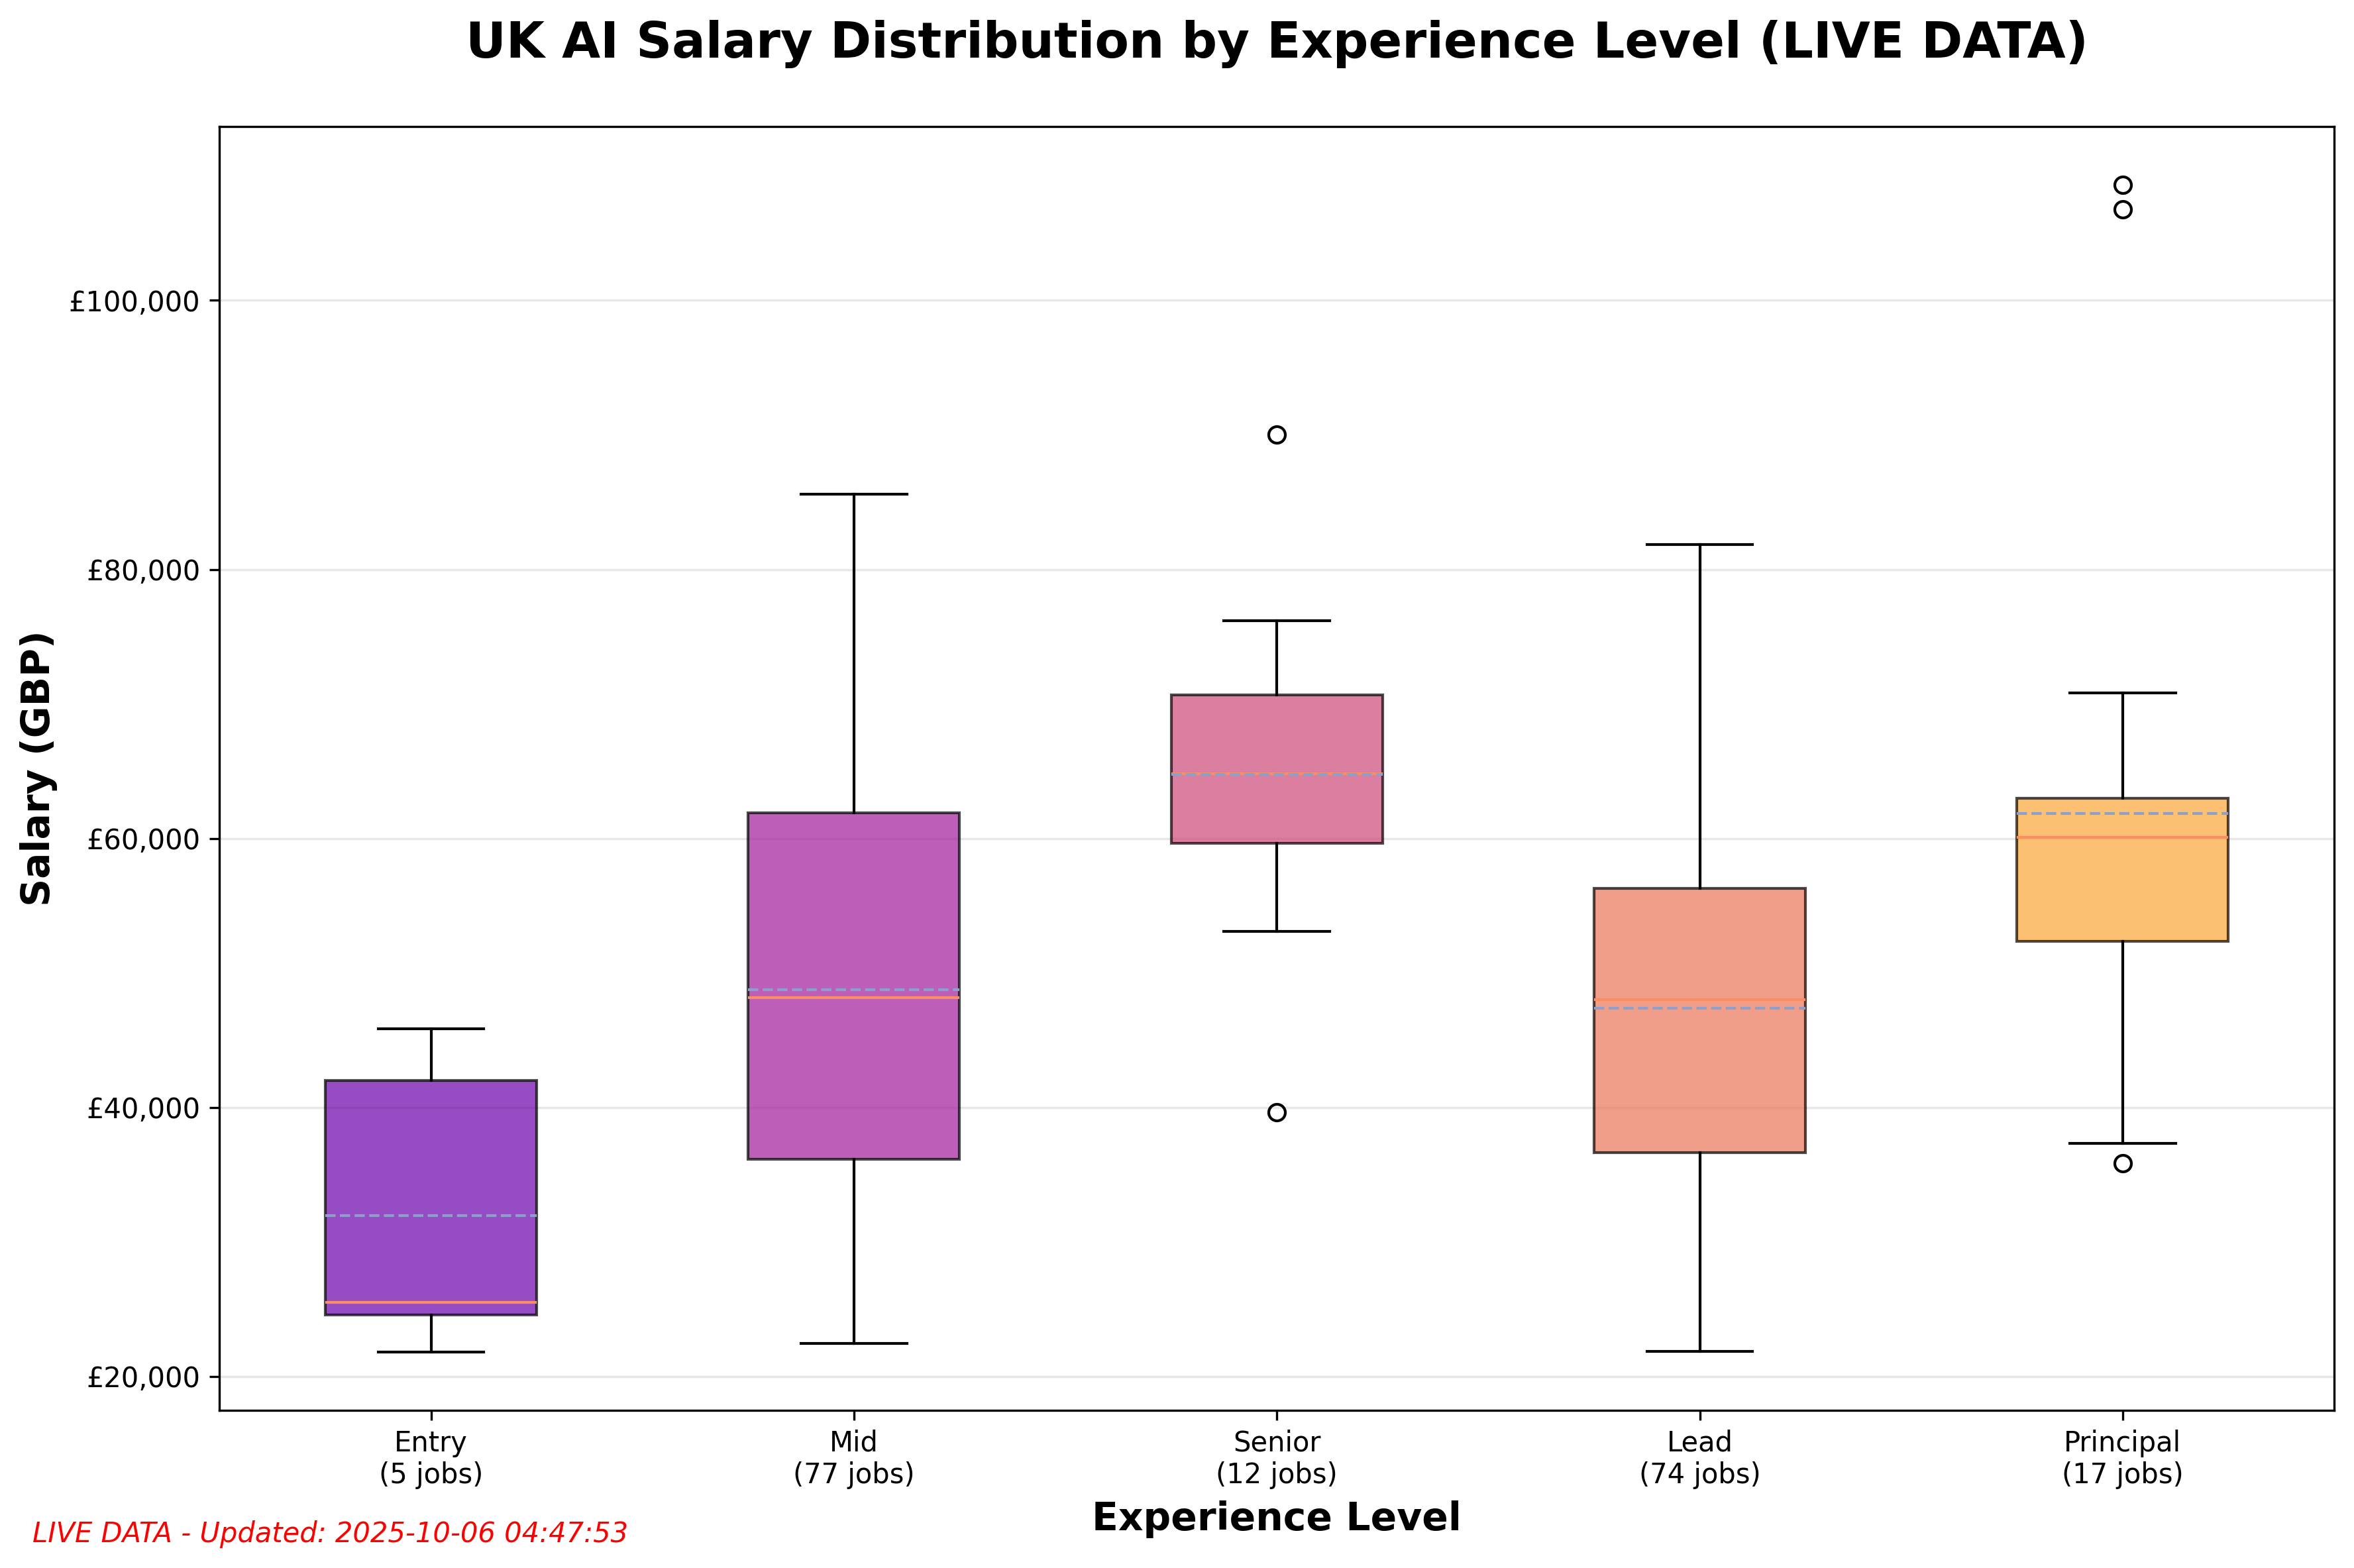 UK AI Salary Distribution by Experience Level (LIVE DATA)
Salary (GBP)
£100,000
£80,000
£60,000
£40,000
£20,000
Entry
(5 jobs)
Mid
(77 jobs)
Senior
(12 jobs)
Lead
(74 jobs)
Principal
(17 jobs)
Experience Level
LIVE DATA - Updated: 2025-10-06 04:47:53